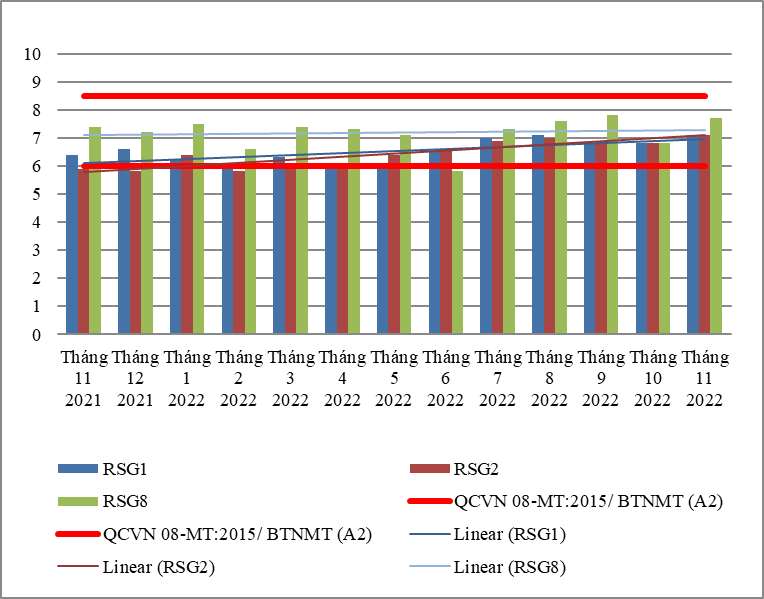 10
9
8
7
6
5
4
3
2
1
0
Tháng Tháng Tháng Tháng Tháng Tháng Tháng Tháng Tháng Tháng Tháng Tháng Tháng
11 12 1 2 3 4 5 6 7 8 9 10 11
2021 2021 2022 2022 2022 2022 2022 2022 2022 2022 2022 2022 2022
RSG1 RSG2
RSG8 QCVN 08-MT:2015/ BTNMT (A2)
QCVN 08-MT:2015/ BTNMT (A2) Linear (RSG1)
Linear (RSG2) Linear (RSG8)